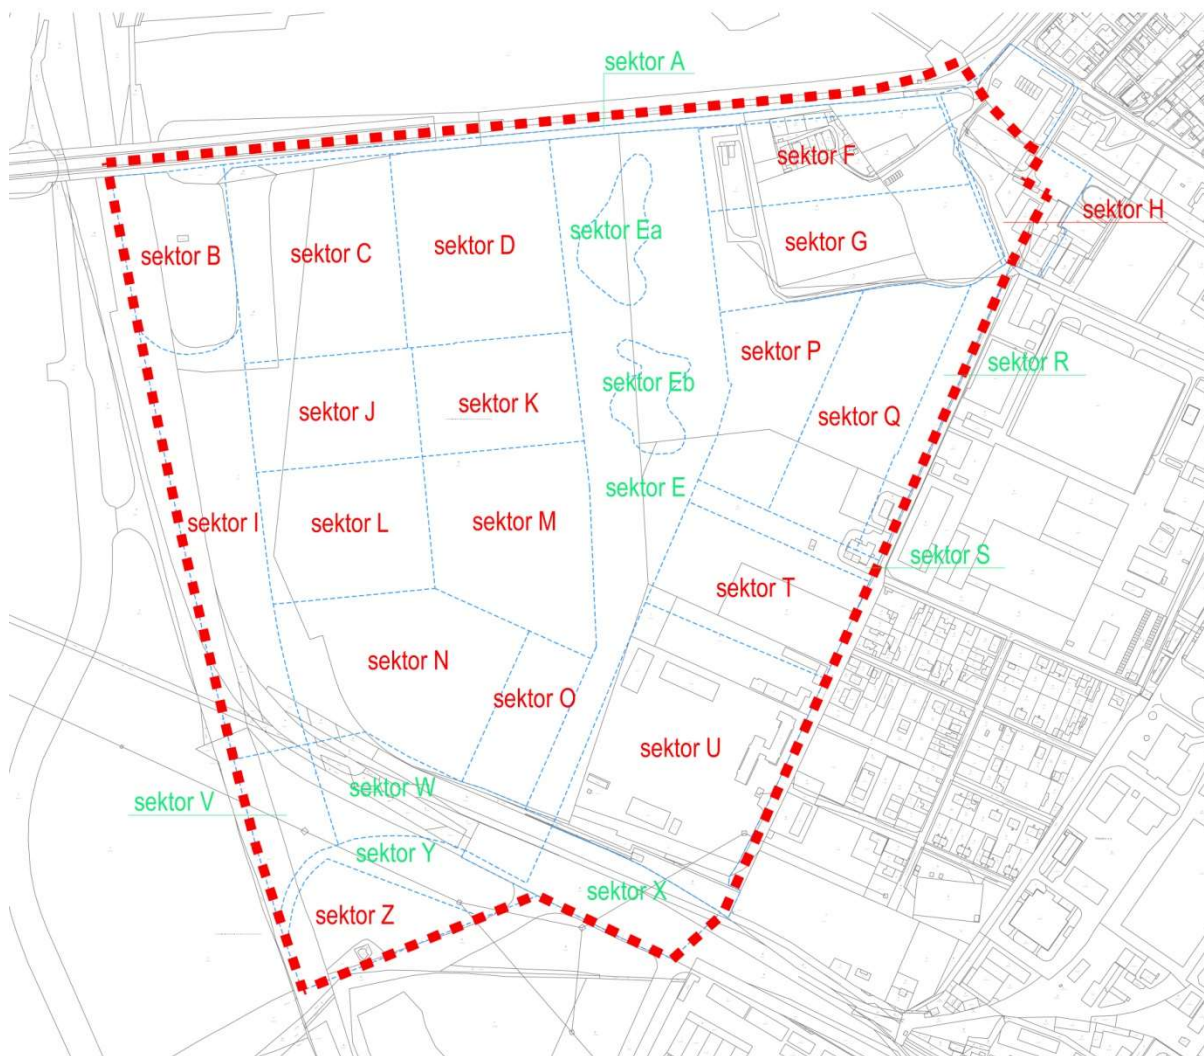 sektor A
sektor F
sektor H
sektor Ea
sektor B
sektor C
sektor D
sektor G
sektor P
sektor R
sektor Eb
sektor J
sektor K
sektor Q
sektor E
sektor I
sektor L
sektor M
sektor S
sektor T
sektor N
sektor O
sektor U
sektor W
sektor V
sektor Y
sektor X
sektor Z